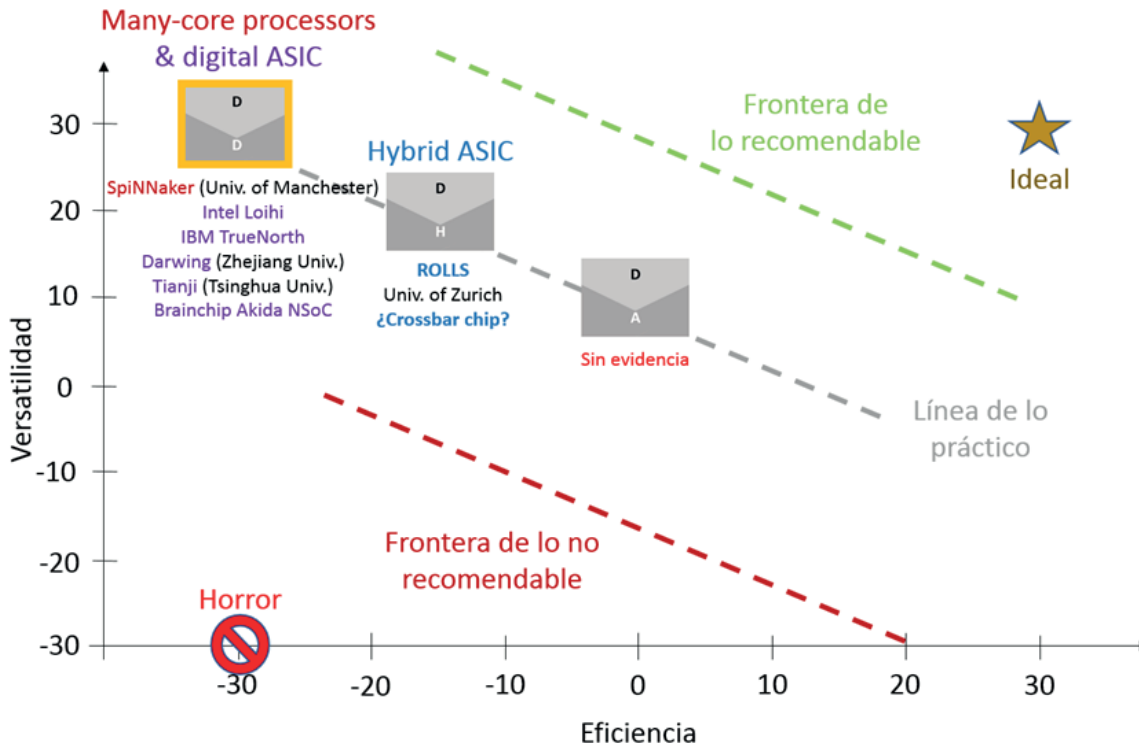 Many-core processors
& digital ASIC
D
D
SpiNNaker (Univ. of Manchester)
Intel Loihi
IBM TrueNorth
Darwing (Zhejiang Univ.)
Tianji (Tsinghua Univ.)
Brainchip Akida NSoC
Hybrid ASIC
D
H
ROLLS
Univ. of Zurich
¿Crossbar chip?
D
A
Sin evidencia
Frontera de
lo recomendable
Ideal
Línea de lo
práctico
Frontera de lo no
recomendable
Horror
Versatilidad
30
20
10
0
-10
-20
-30
-30
-20
-10
0
10
20
30
Eficiencia